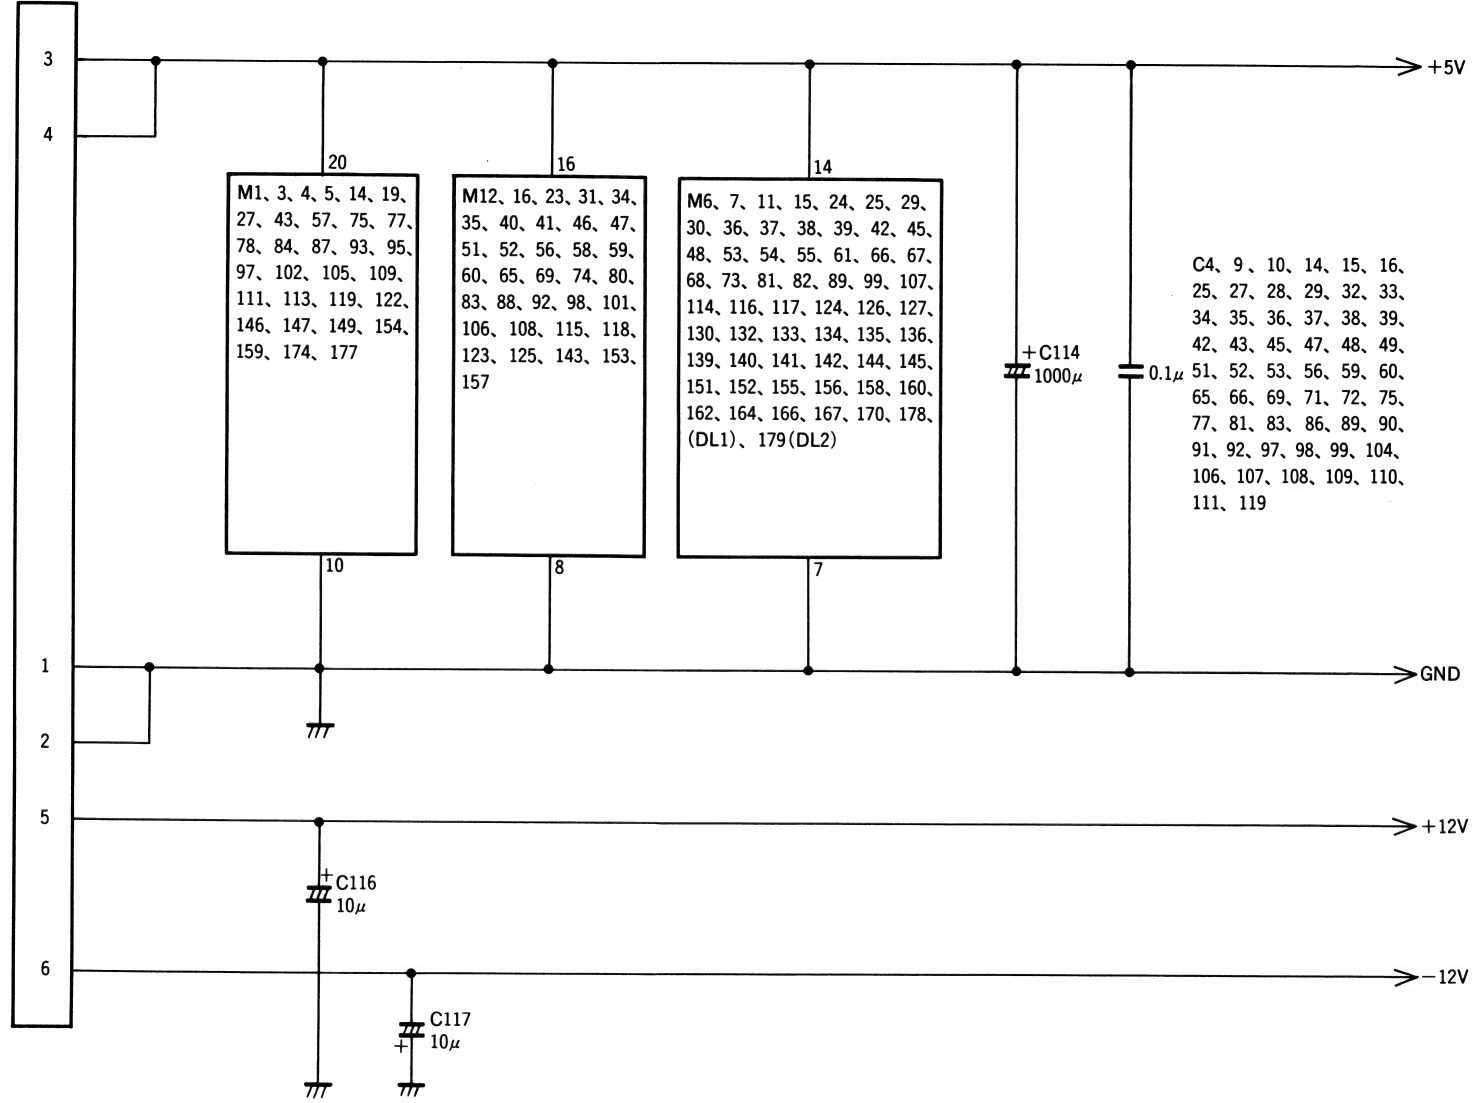 3
+5V
4
20
M1、3、4、5、14、19、
27、43、57、75、77、
78、84、87、93、95、
97、102、105、109、
111、113、119、122、
146、147、149、154、
159、174、177
10
16
M12、16、23、31、34、
35、40、41、46、47、
51、52、56、58、59、
60、65、69、74、80、
83、88、92、98、101、
106、108、115、118、
123、125、143、153、
157
8
14
M6、7、11、15、24、25、29、
30、36、37、38、39、42、45、
48、53、54、55、61、66、67、
68、73、81、82、89、99、107、
114、116、117、124、126、127、
130、132、133、134、135、136、
139、140、141、142、144、145、
151、152、155、156、158、160、
162、164、166、167、170、178、
(DL1)、179(DL2)
7
+C114
1000μ
0.1μ
C4、9、10、14、15、16、
25、27、28、29、32、33、
34、35、36、37、38、39、
42、43、45、47、48、49、
51、52、53、56、59、60、
65、66、69、71、72、75、
77、81、83、86、89、90、
91、92、97、98、99、104、
106、107、108、109、110、
111、119
1
GND
2
5
+12V
+C116
10μ
6
-12V
C117
+ 10μ